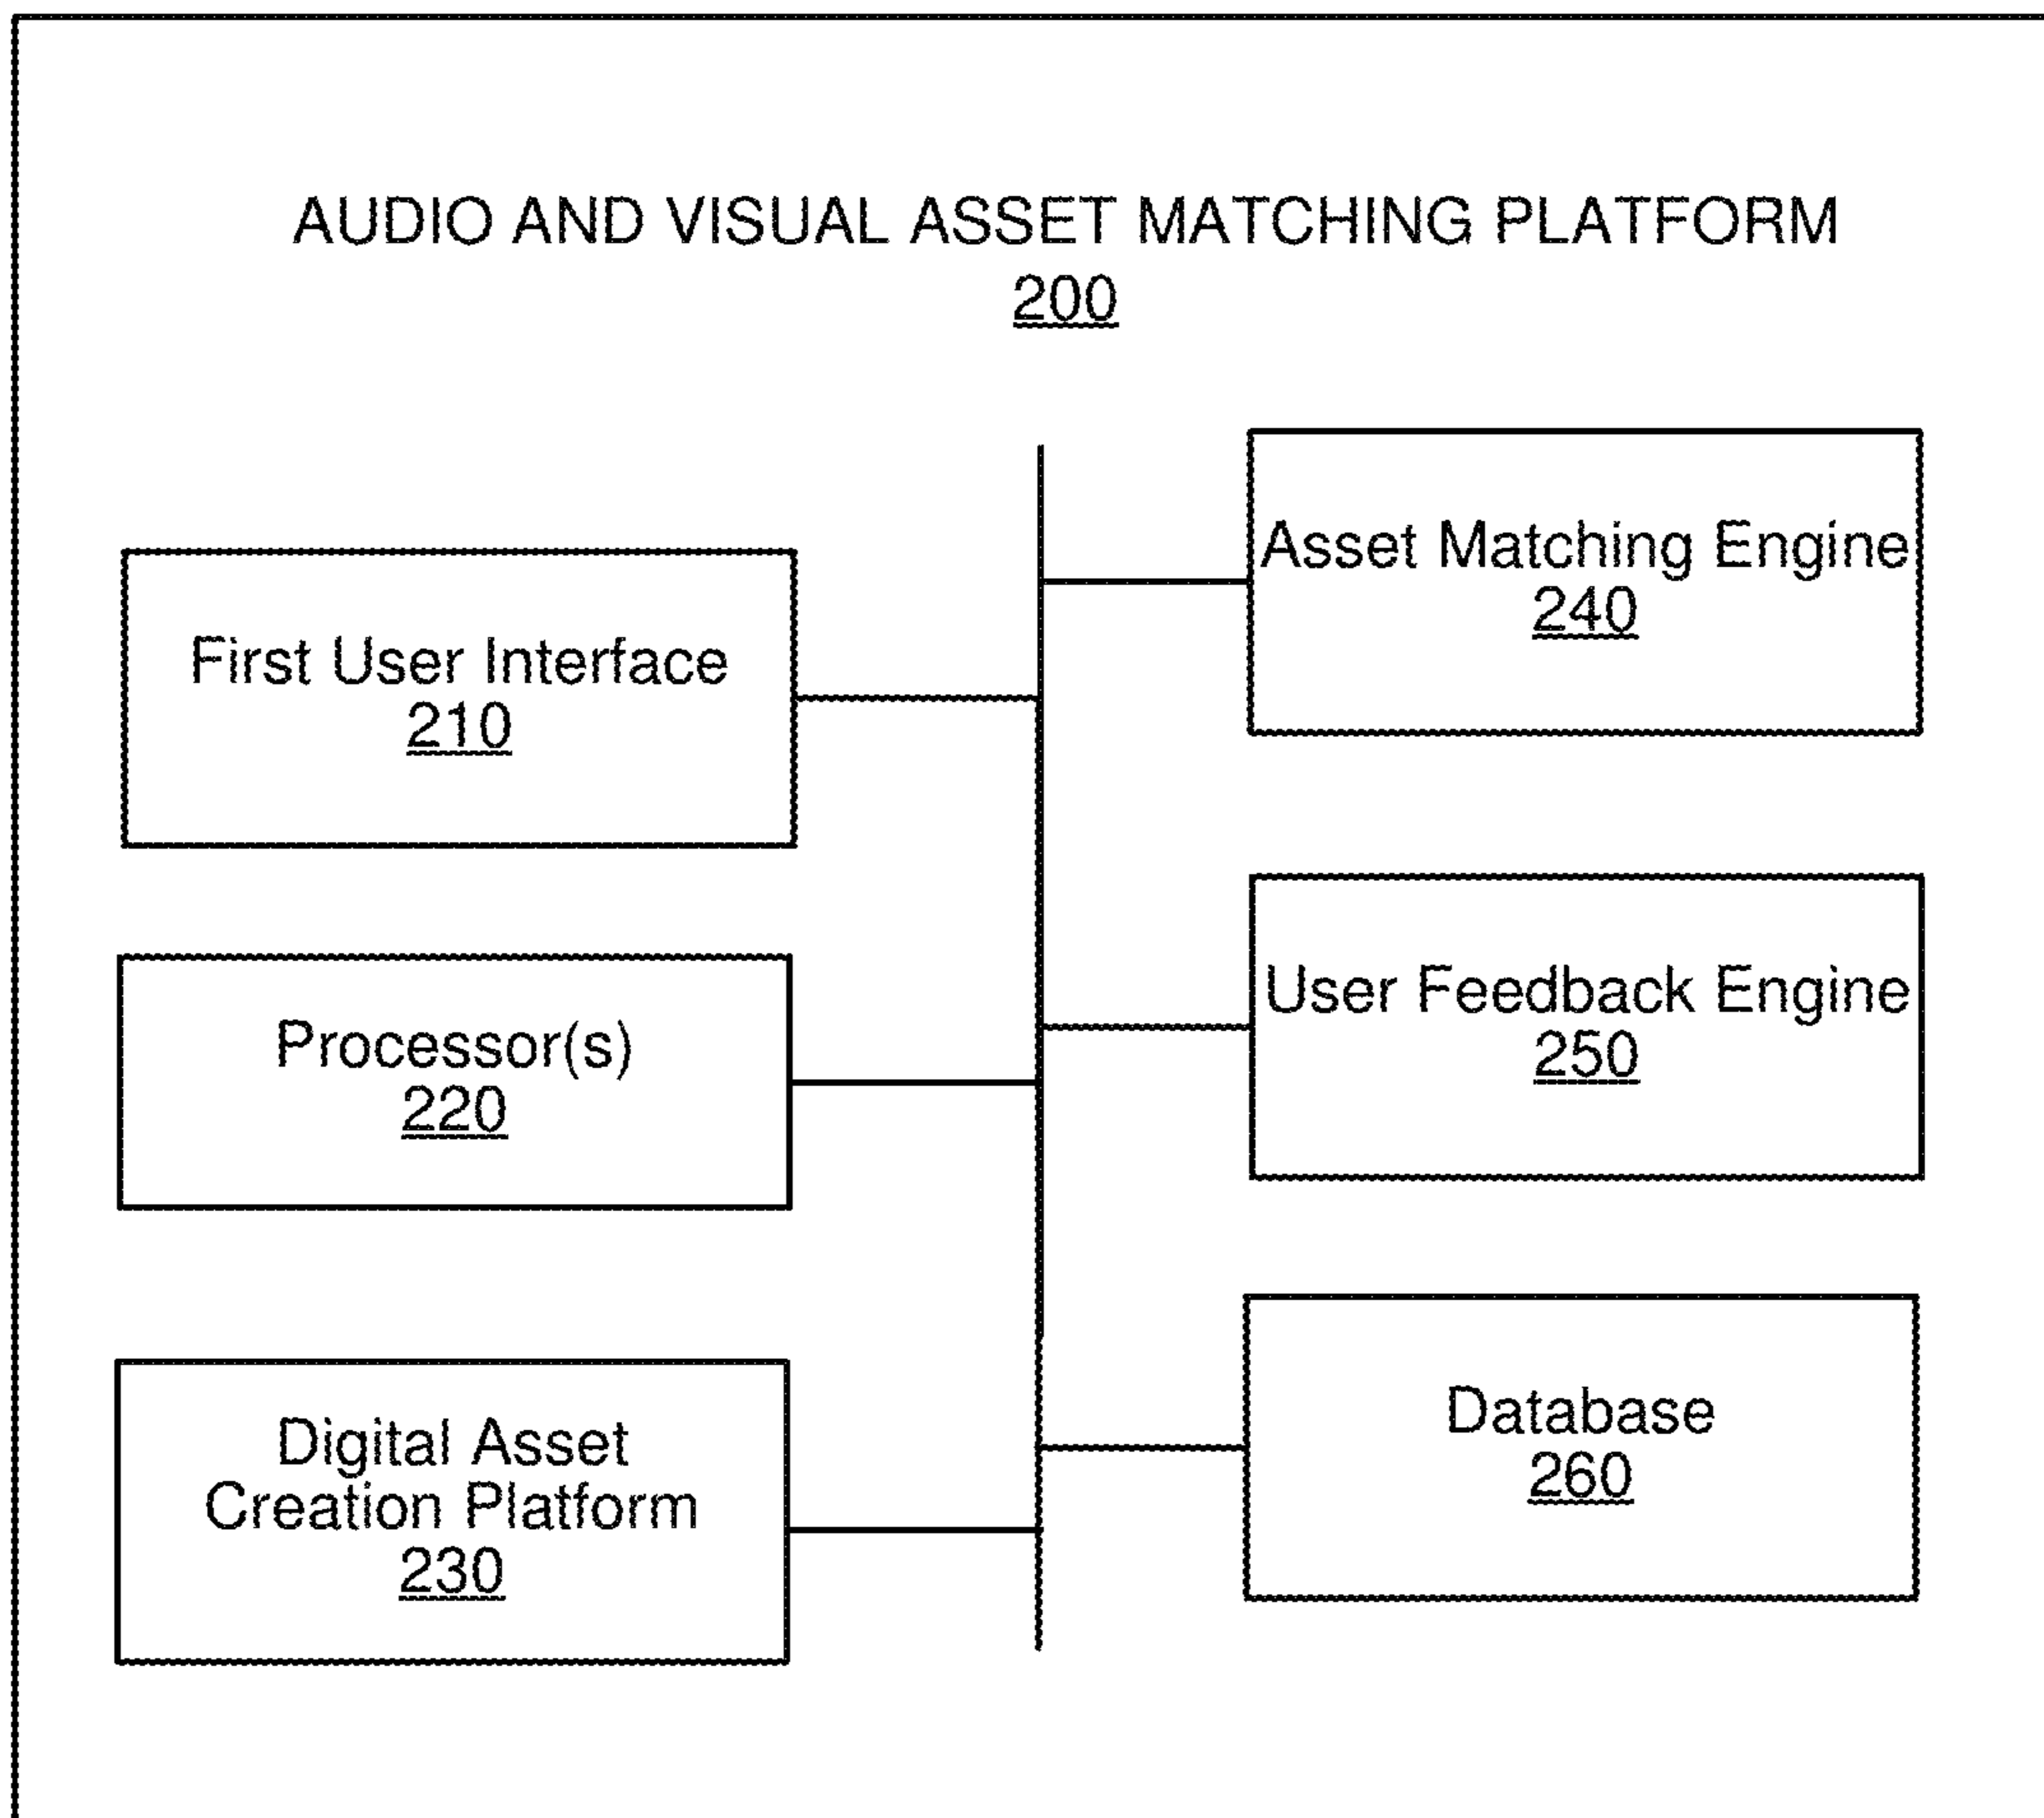 AUDIO AND VISUAL ASSET MATCHING PLATFORM
200
First User Interface
210
Processor(s)
220
Digital Asset
Creation Platform
230
Asset Matching Engine
240
User Feedback Engine
250
Database
260